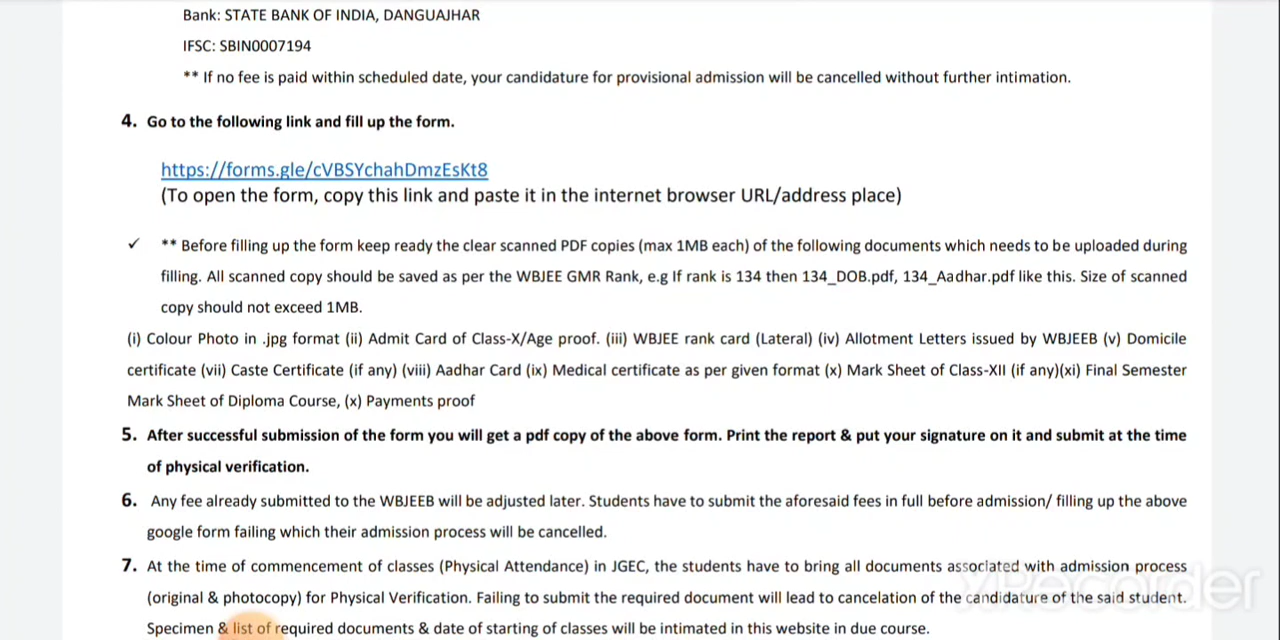 Bank: STATE BANK OF INDIA, DANGUAJHAR
IFSC: SBIN0007194
** If no fee is paid within scheduled date, your candidature for provisional admission will be cancelled without further intimation.
4. Go to the following link and fill up the form.
https://forms.gle/cVBSYchahDmzEsKt8
(To open the form, copy this link and paste it in the internet browser URL/address place)
✓ ** Before filling up the form keep ready the clear scanned PDF copies (max 1MB each) of the following documents which needs to be uploaded during
filling. All scanned copy should be saved as per the WBJEE GMR Rank, e.g If rank is 134 then 134_DOB.pdf, 134_Aadhar.pdf like this. Size of scanned
copy should not exceed 1MB.
(i) Colour Photo in .jpg format (ii) Admit Card of Class-X/Age proof. (iii) WBJEE rank card (Lateral) (iv) Allotment Letters issued by WBJEEB (v) Domicile
certificate (vii) Caste Certificate (if any) (viii) Aadhar Card (ix) Medical certificate as per given format (x) Mark Sheet of Class-XII (if any)(xi) Final Semester
Mark Sheet of Diploma Course, (x) Payments proof
5. After successful submission of the form you will get a pdf copy of the above form. Print the report & put your signature on it and submit at the time
of physical verification.
6. Any fee already submitted to the WBJEEB will be adjusted later. Students have to submit the aforesaid fees in full before admission/ filling up the above
google form failing which their admission process will be cancelled.
7. At the time of commencement of classes (Physical Attendance) in JGEC, the students have to bring all documents associated with admission process
(original & photocopy) for Physical Verification. Failing to submit the required document will lead to cancelation of the candidature of the said student.
Specimen & list of required documents & date of starting of classes will be intimated in this website in due course.
XRecorder